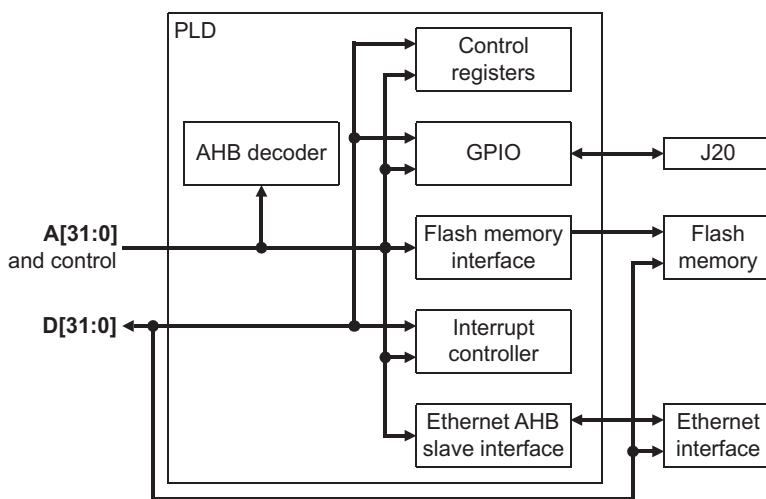 PLD
Control
registers
AHB decoder
GPIO
J20
A[31:0]
and control
Flash memory
interface
Flash
memory
D[31:0]
Interrupt
controller
Ethernet AHB
slave interface
Ethernet
interface